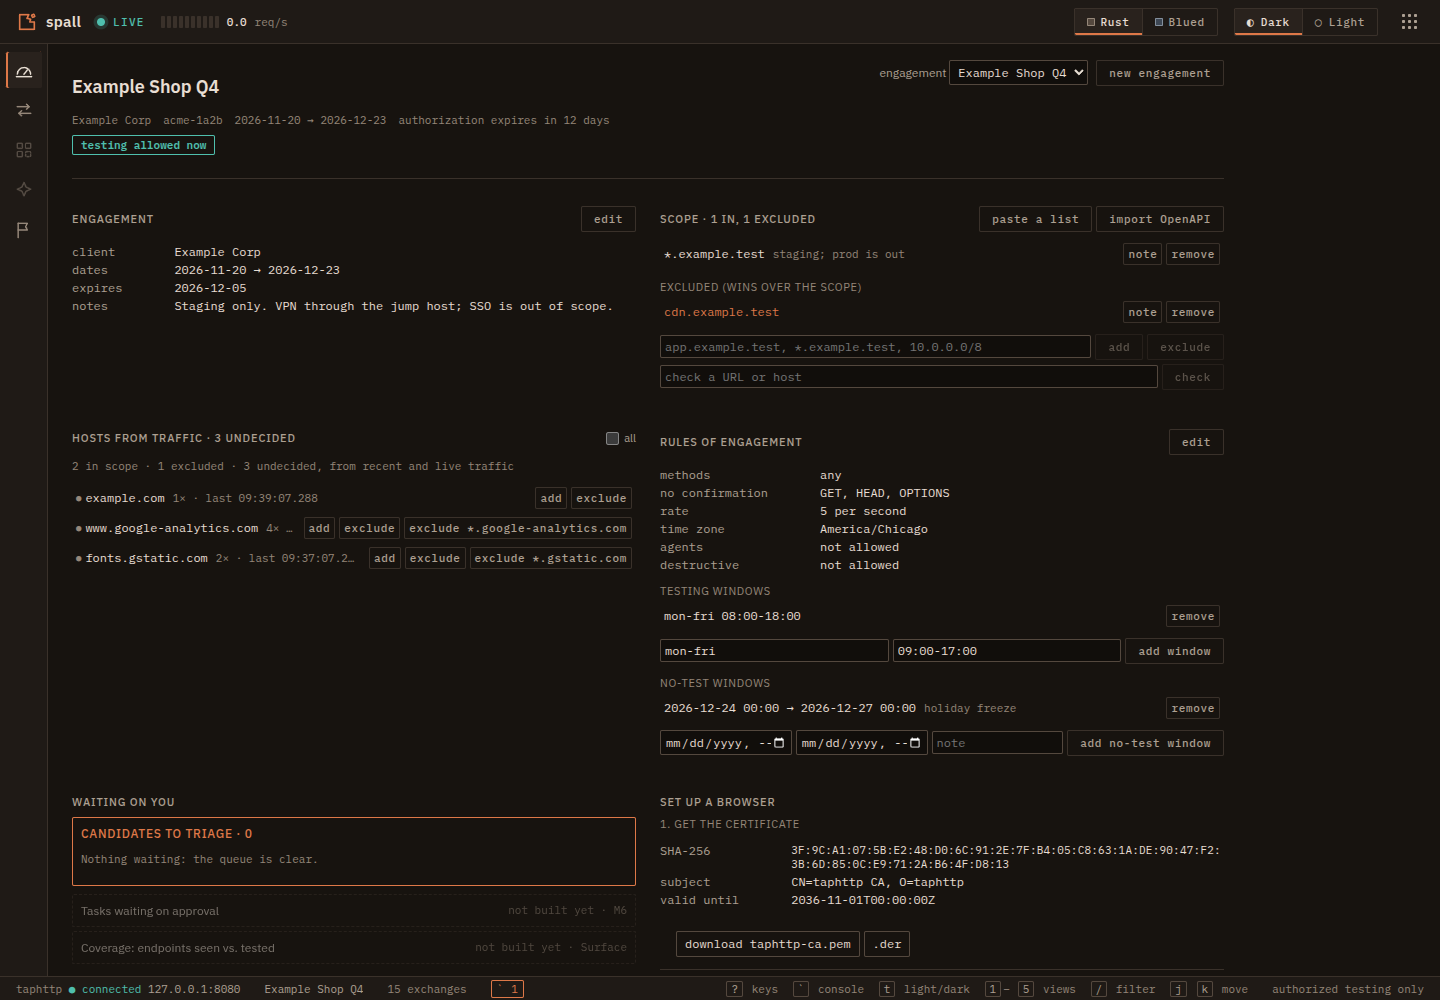 spall LIVE 0.0 req/s Rust Blued Dark Light
engagement Example Shop Q4 new engagement
Example Shop Q4
Example Corp acme-1a2b 2026-11-20 → 2026-12-23 authorization expires in 12 days
testing allowed now
ENGAGEMENT edit
client Example Corp
dates 2026-11-20 → 2026-12-23
expires 2026-12-05
notes Staging only. VPN through the jump host; SSO is out of scope.
SCOPE · 1 IN, 1 EXCLUDED paste a list import OpenAPI
*.example.test staging; prod is out note remove
EXCLUDED (WINS OVER THE SCOPE)
cdn.example.test note remove
app.example.test, *.example.test, 10.0.0.0/8 add exclude
check a URL or host check
HOSTS FROM TRAFFIC · 3 UNDECIDED all
2 in scope · 1 excluded · 3 undecided, from recent and live traffic
example.com 1× · last 09:39:07.288 add exclude
www.google-analytics.com 4× … add exclude exclude *.google-analytics.com
fonts.gstatic.com 2× · last 09:37:07.2… add exclude exclude *.gstatic.com
RULES OF ENGAGEMENT edit
methods any
no confirmation GET, HEAD, OPTIONS
rate 5 per second
time zone America/Chicago
agents not allowed
destructive not allowed
TESTING WINDOWS
mon-fri 08:00-18:00 remove
mon-fri 09:00-17:00 add window
NO-TEST WINDOWS
2026-12-24 00:00 → 2026-12-27 00:00 holiday freeze remove
mm/dd/yyyy, -- mm/dd/yyyy, -- note add no-test window
WAITING ON YOU
CANDIDATES TO TRIAGE · 0
Nothing waiting: the queue is clear.
Tasks waiting on approval not built yet · M6
Coverage: endpoints seen vs. tested not built yet · Surface
SET UP A BROWSER
1. GET THE CERTIFICATE
SHA-256 3F:9C:A1:07:5B:E2:48:D0:6C:91:2E:7F:B4:05:C8:63:1A:DE:90:47:F2:
3B:6D:85:0C:E9:71:2A:B6:4F:D8:13
subject CN=taphttp CA, O=taphttp
valid until 2036-11-01T00:00:00Z
download taphttp-ca.pem .der
taphttp ● connected 127.0.0.1:8080 Example Shop Q4 15 exchanges ` 1 ? keys ` console t light/dark 1 – 5 views / filter j k move authorized testing only